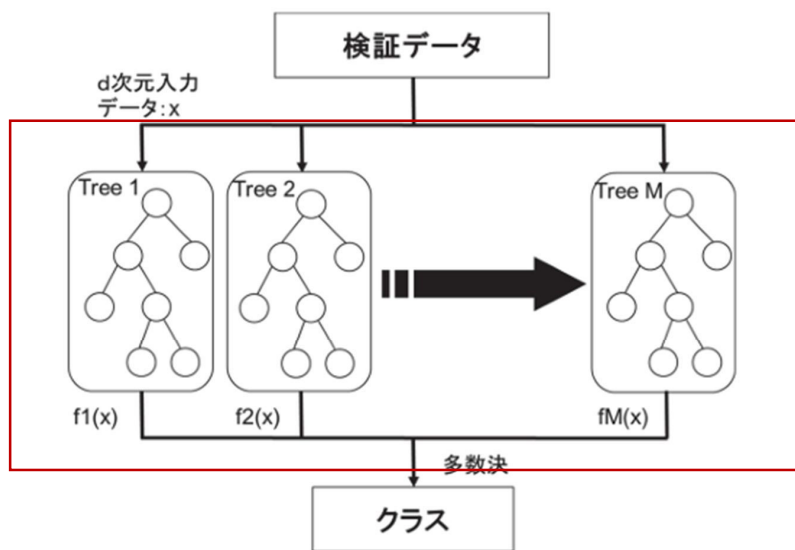 検証データ
d次元入力
データ:x
Tree 1
Tree 2
Tree M
f1(x)
f2(x)
fM(x)
多数決
クラス